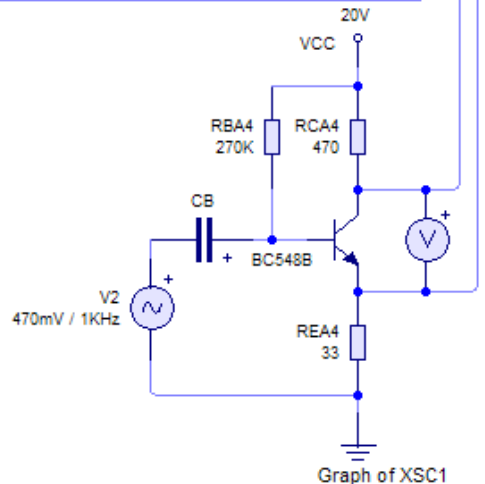 20V
VCC
RBA4
270K
RCA4
470
CB
+
+
V
BC548B
+
V2
470mV / 1KHz
REA4
33
Graph of XSC1